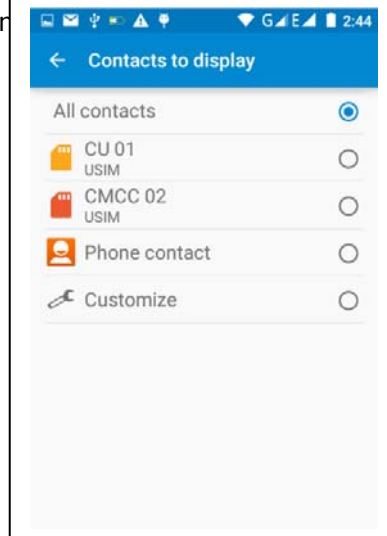 n
G E 2:44
Contacts to display
All contacts
CU 01
USIM
CMCC 02
USIM
Phone contact
Customize